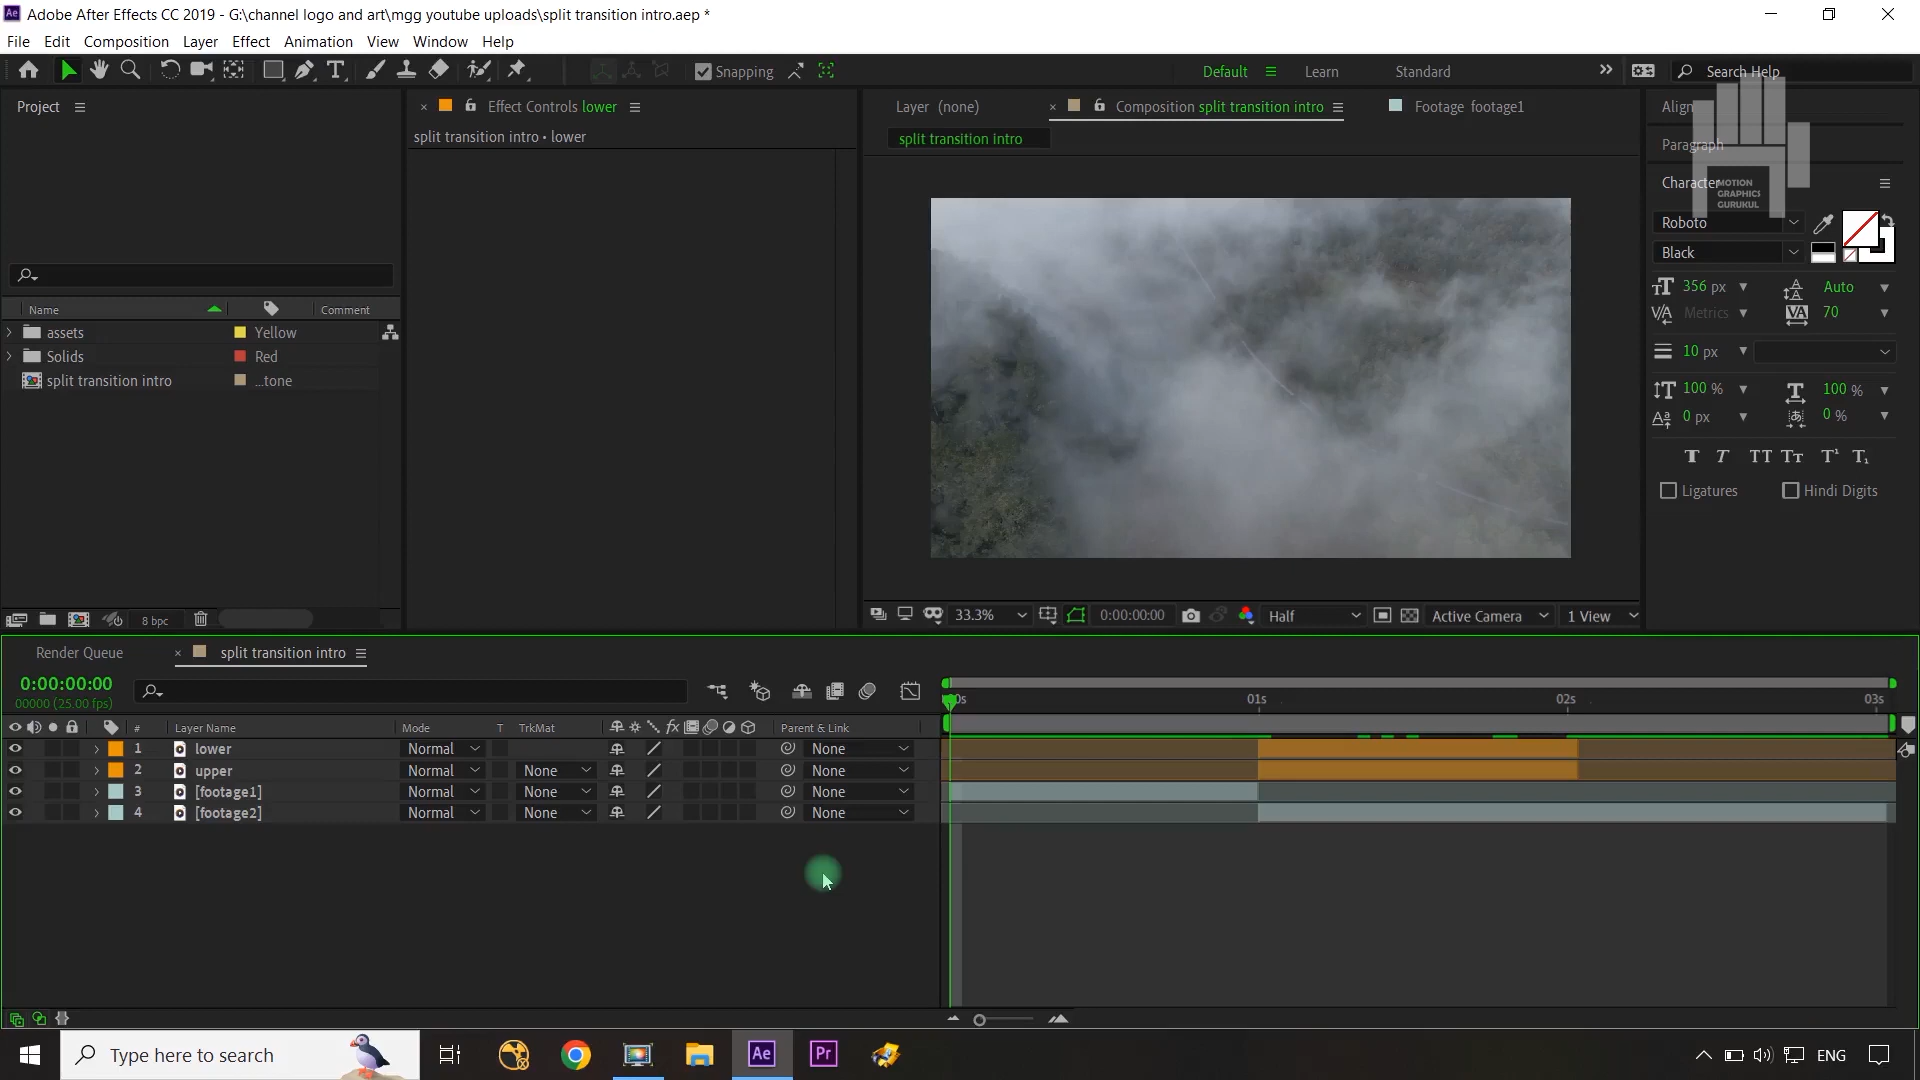 Adobe After Effects CC 2019 - G:\channel logo and art\mgg youtube uploads\split transition intro.aep *
File Edit Composition Layer Effect Animation View Window Help
Snapping Default Learn Standard Search Help
Project
Effect Controls lower
Layer (none)
Composition split transition intro
Footage footage1
Align
split transition intro • lower
split transition intro
Paragraph
Character
MOTION
GRAPHICS
GURUKUL
Roboto
Black
356 px Auto
Metrics 70
10 px
100 % 100 %
0 px 0 %
Ligatures Hindi Digits
Name Comment
assets Yellow
Solids Red
split transition intro ...tone
8 bpc
33.3% 0:00:00:00 Half Active Camera 1 View
Render Queue split transition intro
0:00:00:00
00000 (25.00 fps)
00s 01s 02s 03s
# Layer Name Mode T TrkMat fx Parent & Link
1 lower Normal None
2 upper Normal None None
3 [footage1] Normal None None
4 [footage2] Normal None None
Type here to search Ae Pr ENG